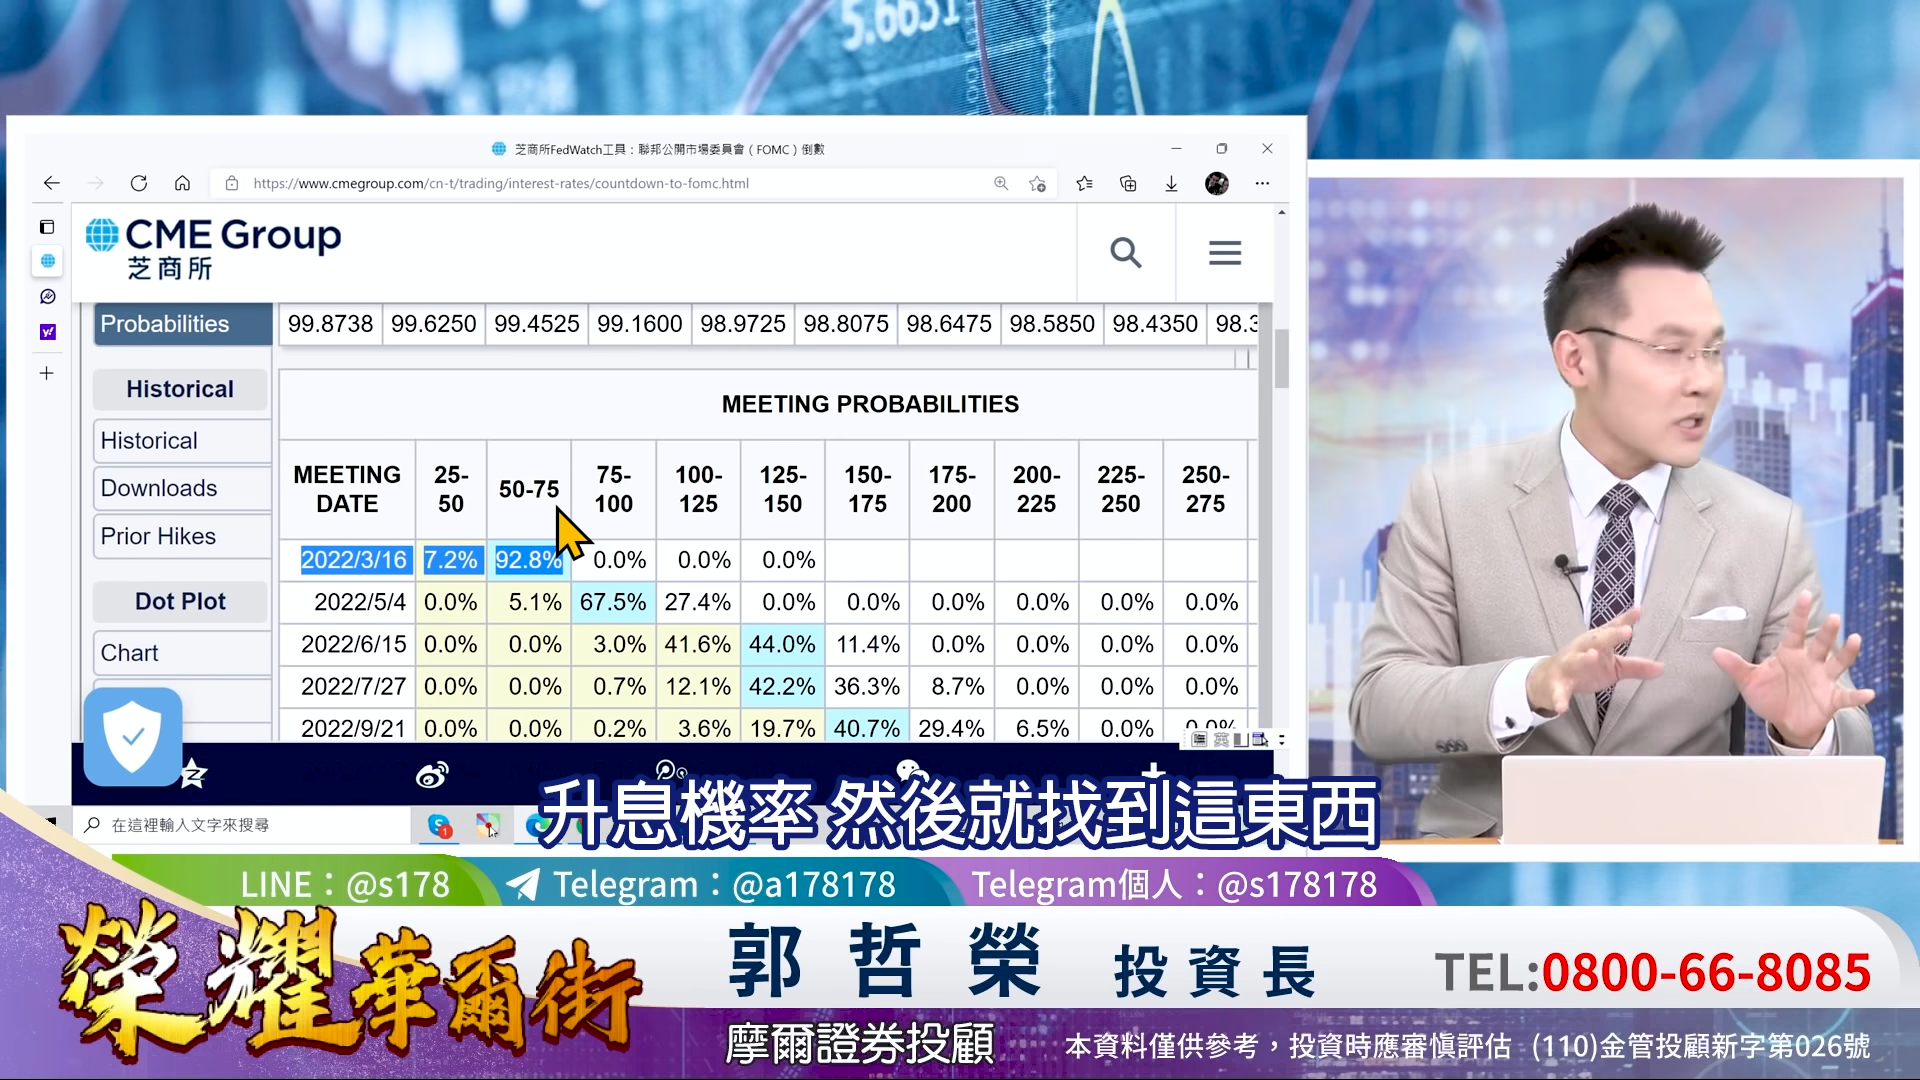 5.6631
芝商所FedWatch工具：聯邦公開市場委員會（FOMC）倒數
https://www.cmegroup.com/cn-t/trading/interest-rates/countdown-to-fomc.html
CME Group
芝商所
Probabilities
99.8738 99.6250 99.4525 99.1600 98.9725 98.8075 98.6475 98.5850 98.4350 98.3
Historical
Historical
Downloads
Prior Hikes
Dot Plot
Chart
MEETING PROBABILITIES
MEETING DATE 25-50 50-75 75-100 100-125 125-150 150-175 175-200 200-225 225-250 250-275
2022/3/16 7.2% 92.8% 0.0% 0.0% 0.0%
2022/5/4 0.0% 5.1% 67.5% 27.4% 0.0% 0.0% 0.0% 0.0% 0.0% 0.0%
2022/6/15 0.0% 0.0% 3.0% 41.6% 44.0% 11.4% 0.0% 0.0% 0.0% 0.0%
2022/7/27 0.0% 0.0% 0.7% 12.1% 42.2% 36.3% 8.7% 0.0% 0.0% 0.0%
2022/9/21 0.0% 0.0% 0.2% 3.6% 19.7% 40.7% 29.4% 6.5% 0.0% 0.0%
英
在這裡輸入文字來搜尋
升息機率 然後就找到這東西
LINE：@s178
Telegram：@a178178
Telegram個人：@s178178
榮耀華爾街
郭哲榮 投資長
TEL:0800-66-8085
摩爾證券投顧
本資料僅供參考，投資時應審慎評估 (110)金管投顧新字第026號